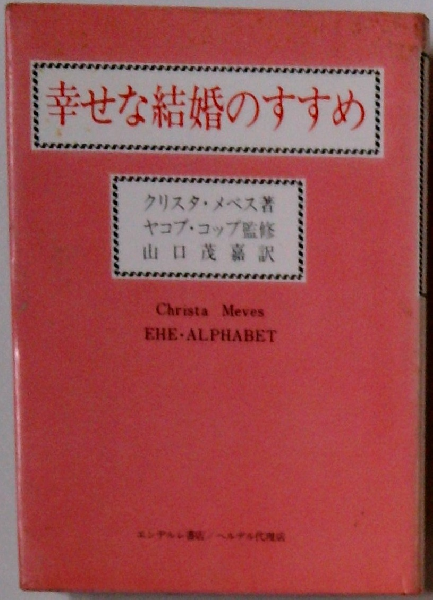 幸せな結婚のすすめ
クリスタ・メベス著
ヤコブ・コップ監修
山口茂嘉訳
Christa Meves
EHE・ALPHABET
エンデルレ書店/ヘルデル代理店